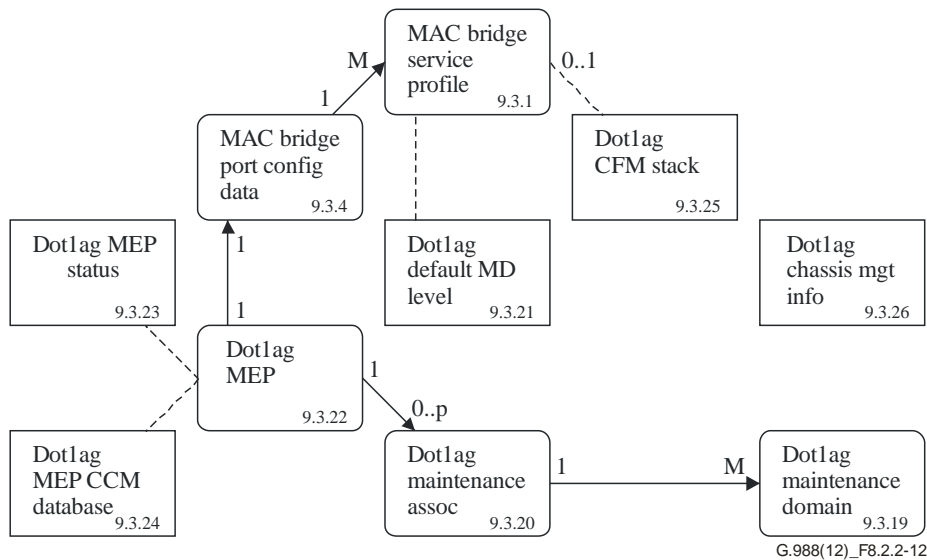 MAC bridge
service
profile
9.3.1
M
0..1
1
MAC bridge
port config
data
9.3.4
Dot1ag
CFM stack
9.3.25
Dot1ag MEP
status
9.3.23
1
1
Dot1ag
default MD
level
9.3.21
Dot1ag
chassis mgt
info
9.3.26
Dot1ag
MEP
9.3.22
1
0..p
Dot1ag
MEP CCM
database
9.3.24
Dot1ag
maintenance
assoc
9.3.20
1
M
Dot1ag
maintenance
domain
9.3.19
G.988(12)_F8.2.2-12